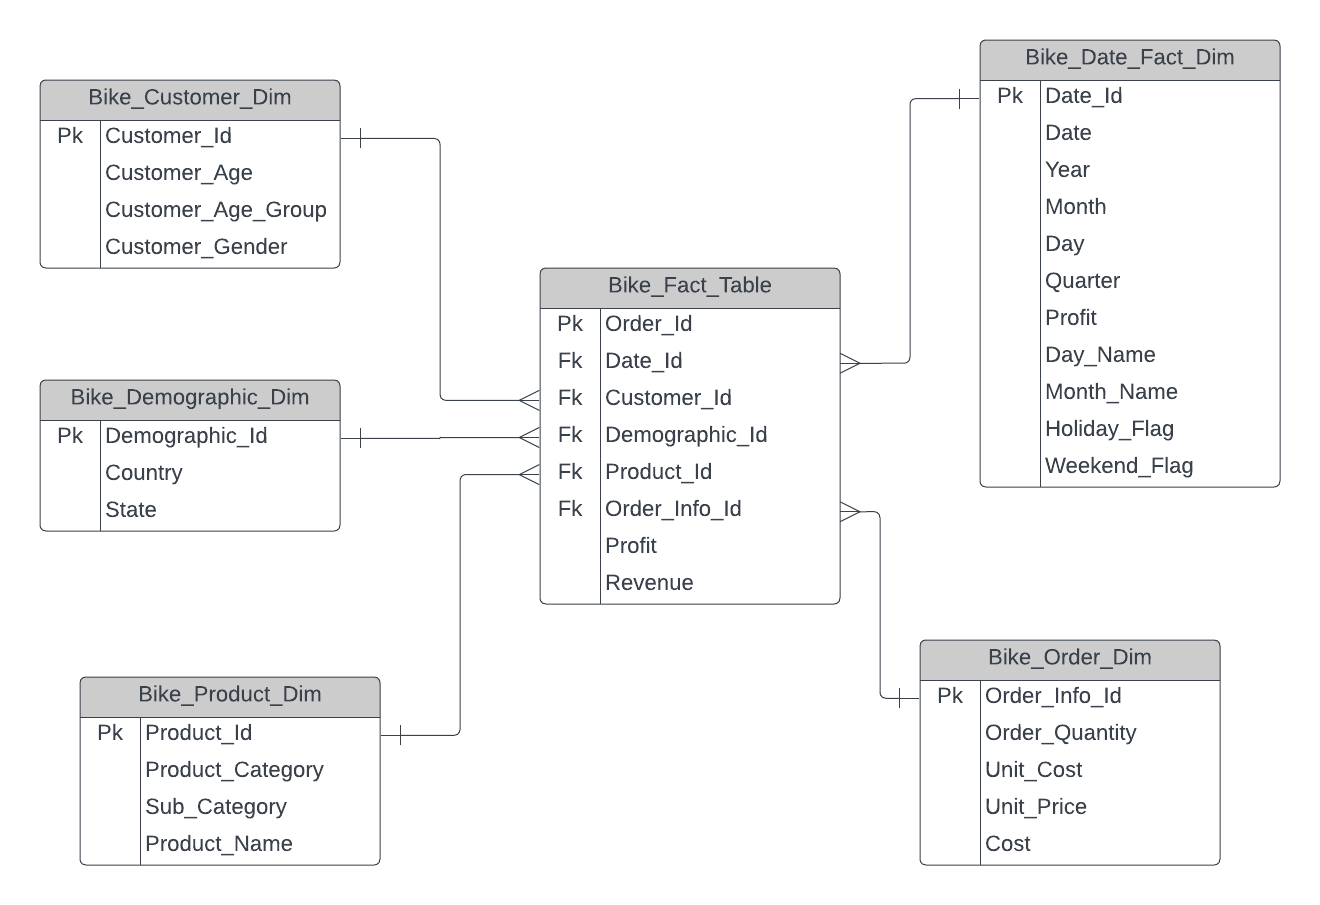 Bike_Customer_Dim
Pk Customer_Id
Customer_Age
Customer_Age_Group
Customer_Gender
Bike_Demographic_Dim
Pk Demographic_Id
Country
State
Bike_Product_Dim
Pk Product_Id
Product_Category
Sub_Category
Product_Name
Bike_Fact_Table
Pk Order_Id
Fk Date_Id
Fk Customer_Id
Fk Demographic_Id
Fk Product_Id
Fk Order_Info_Id
Profit
Revenue
Bike_Date_Fact_Dim
Pk Date_Id
Date
Year
Month
Day
Quarter
Profit
Day_Name
Month_Name
Holiday_Flag
Weekend_Flag
Bike_Order_Dim
Pk Order_Info_Id
Order_Quantity
Unit_Cost
Unit_Price
Cost